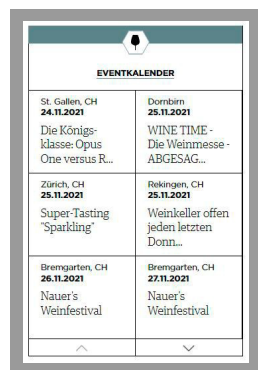 EVENTKALENDER
St. Gallen, CH
24.11.2021
Die Königs-
klasse: Opus
One versus R...
Dornbirn
25.11.2021
WINE TIME -
Die Weinmesse -
ABGESAG...
Zürich, CH
25.11.2021
Super-Tasting
"Sparkling"
Rekingen, CH
25.11.2021
Weinkeller offen
jeden letzten
Donn...
Bremgarten, CH
26.11.2021
Nauer's
Weinfestival
Bremgarten, CH
27.11.2021
Nauer's
Weinfestival